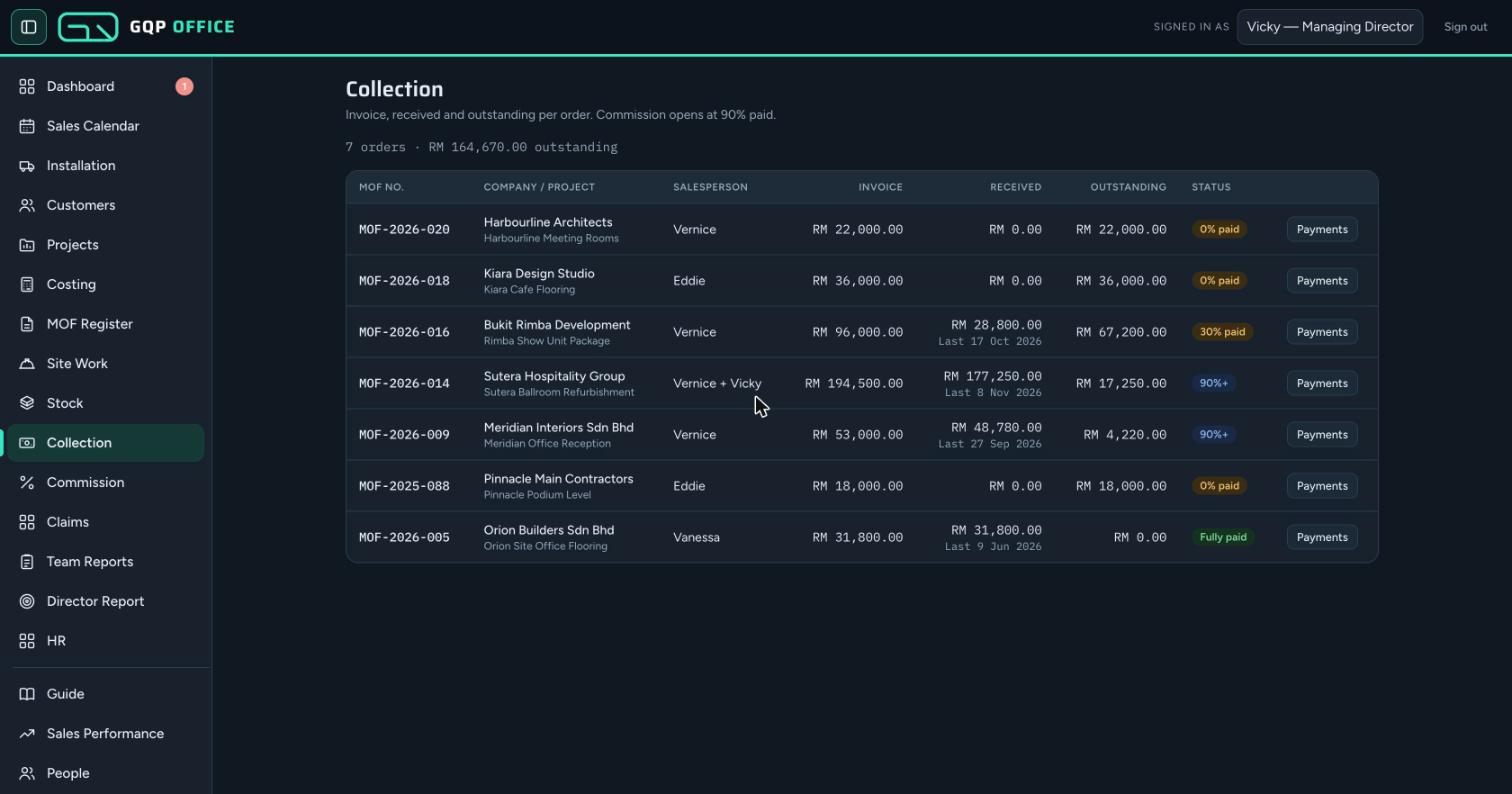 GQP OFFICE
SIGNED IN AS Vicky — Managing Director Sign out
Dashboard 1
Sales Calendar
Installation
Customers
Projects
Costing
MOF Register
Site Work
Stock
Collection
Commission
Claims
Team Reports
Director Report
HR
Guide
Sales Performance
People
Collection
Invoice, received and outstanding per order. Commission opens at 90% paid.
7 orders · RM 164,670.00 outstanding
MOF NO. COMPANY / PROJECT SALESPERSON INVOICE RECEIVED OUTSTANDING STATUS
MOF-2026-020 Harbourline Architects Vernice RM 22,000.00 RM 0.00 RM 22,000.00 0% paid Payments
Harbourline Meeting Rooms
MOF-2026-018 Kiara Design Studio Eddie RM 36,000.00 RM 0.00 RM 36,000.00 0% paid Payments
Kiara Cafe Flooring
MOF-2026-016 Bukit Rimba Development Vernice RM 96,000.00 RM 28,800.00 RM 67,200.00 30% paid Payments
Rimba Show Unit Package Last 17 Oct 2026
MOF-2026-014 Sutera Hospitality Group Vernice + Vicky RM 194,500.00 RM 177,250.00 RM 17,250.00 90%+ Payments
Sutera Ballroom Refurbishment Last 8 Nov 2026
MOF-2026-009 Meridian Interiors Sdn Bhd Vernice RM 53,000.00 RM 48,780.00 RM 4,220.00 90%+ Payments
Meridian Office Reception Last 27 Sep 2026
MOF-2025-088 Pinnacle Main Contractors Eddie RM 18,000.00 RM 0.00 RM 18,000.00 0% paid Payments
Pinnacle Podium Level
MOF-2026-005 Orion Builders Sdn Bhd Vanessa RM 31,800.00 RM 31,800.00 RM 0.00 Fully paid Payments
Orion Site Office Flooring Last 9 Jun 2026